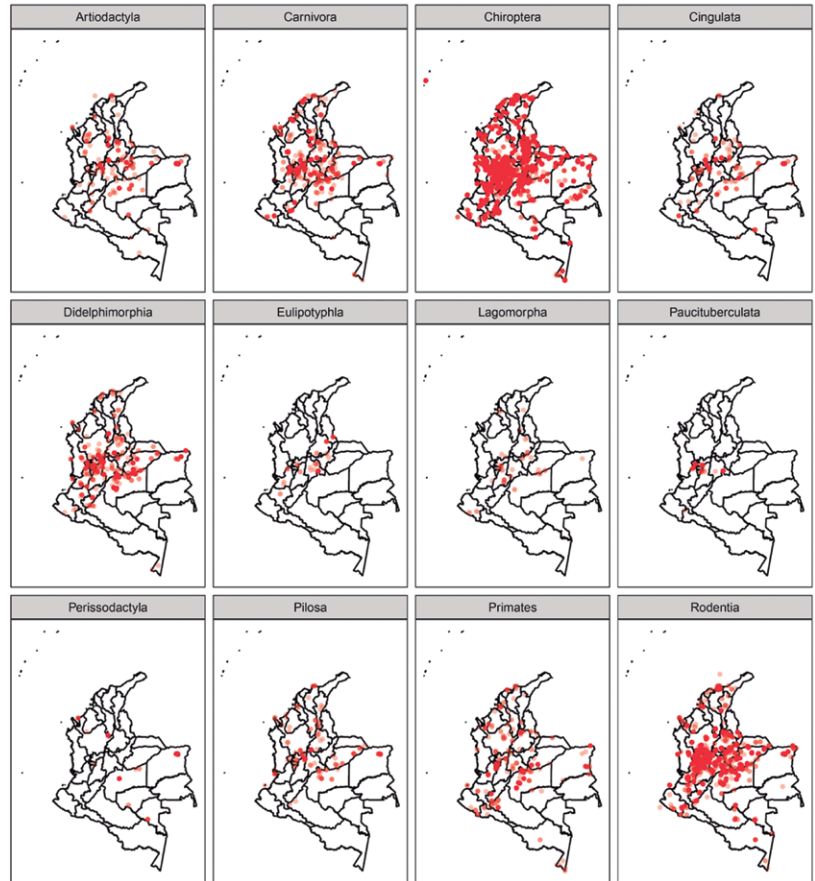 Artiodactyla
Carnivora
Chiroptera
Cingulata
Didelphimorphia
Eulipotyphla
Lagomorpha
Paucituberculata
Perissodactyla
Pilosa
Primates
Rodentia